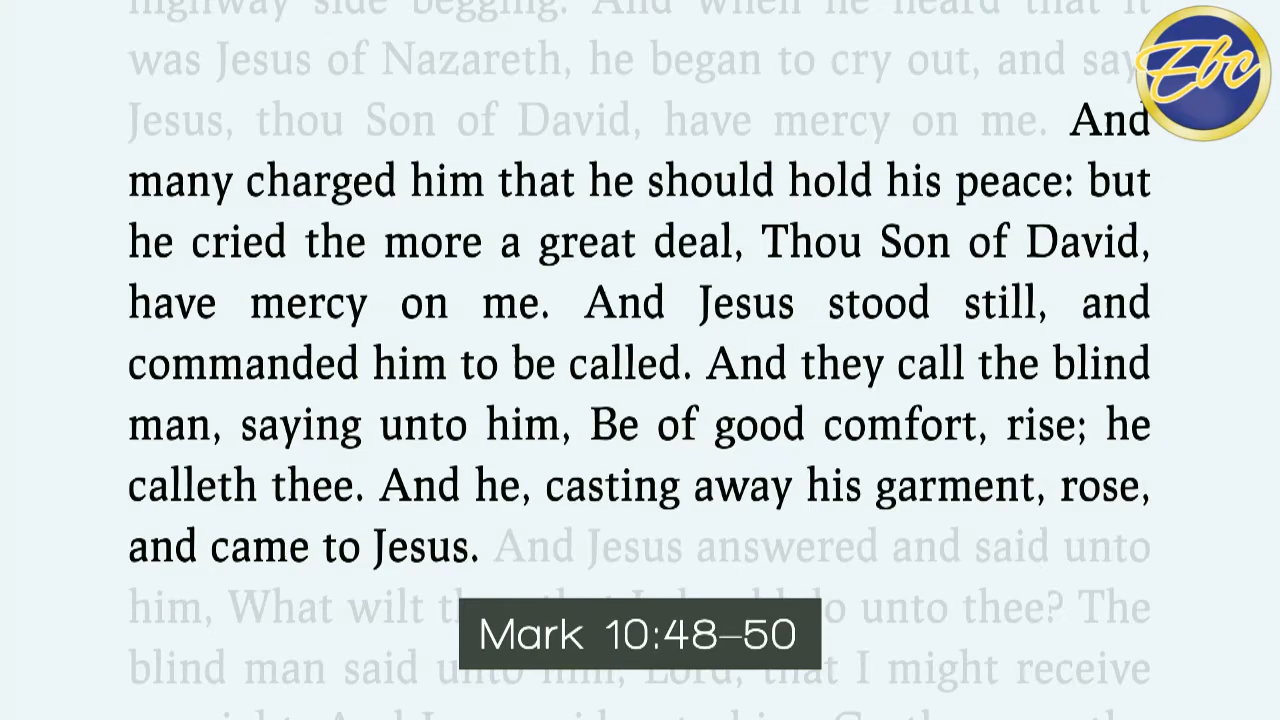 highway side begging. And when he heard that it
was Jesus of Nazareth, he began to cry out, and say,
Jesus, thou Son of David, have mercy on me. And
many charged him that he should hold his peace: but
he cried the more a great deal, Thou Son of David,
have mercy on me. And Jesus stood still, and
commanded him to be called. And they call the blind
man, saying unto him, Be of good comfort, rise; he
calleth thee. And he, casting away his garment, rose,
and came to Jesus. And Jesus answered and said unto
him, What wilt do unto thee? The
blind man said unto him, Lord, that I might receive
Mark 10:48–50
Ebc